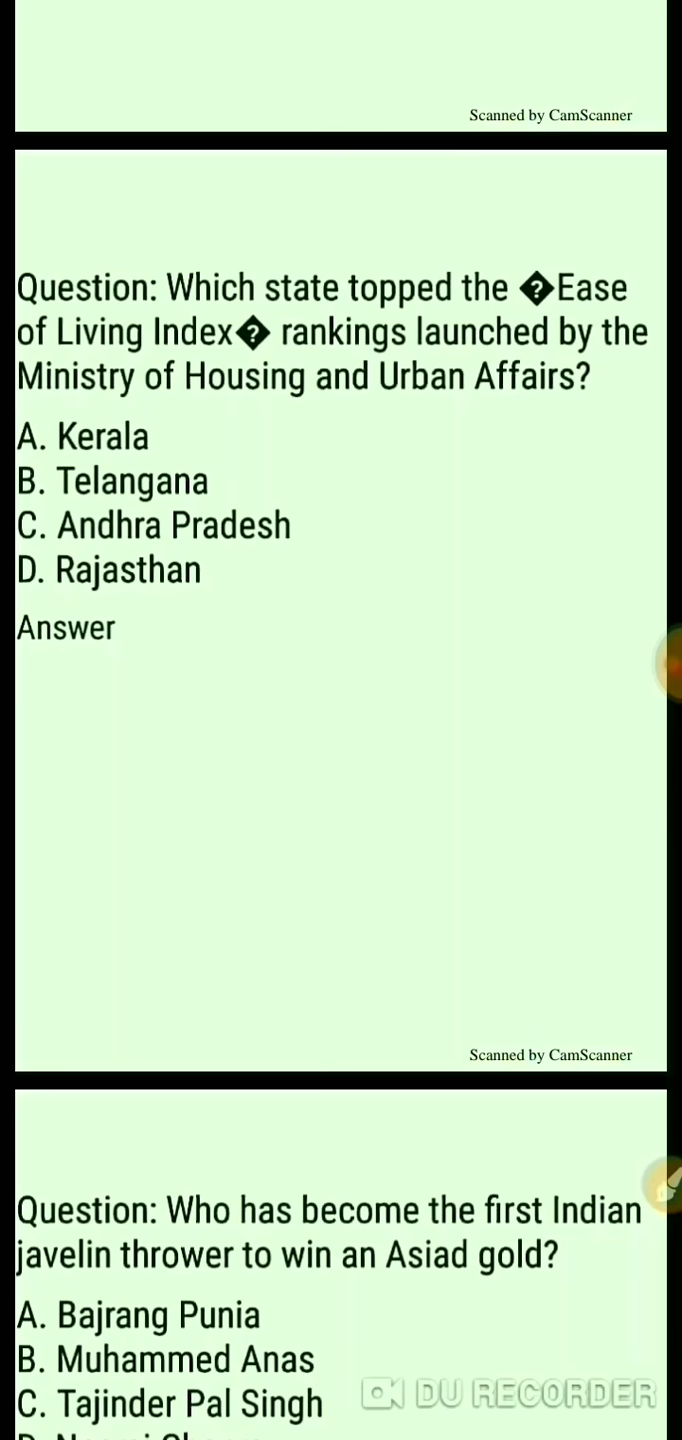 Scanned by CamScanner
Question: Which state topped the �Ease
of Living Index� rankings launched by the
Ministry of Housing and Urban Affairs?
A. Kerala
B. Telangana
C. Andhra Pradesh
D. Rajasthan
Answer
Scanned by CamScanner
Question: Who has become the first Indian
javelin thrower to win an Asiad gold?
A. Bajrang Punia
B. Muhammed Anas
C. Tajinder Pal Singh
DU RECORDER